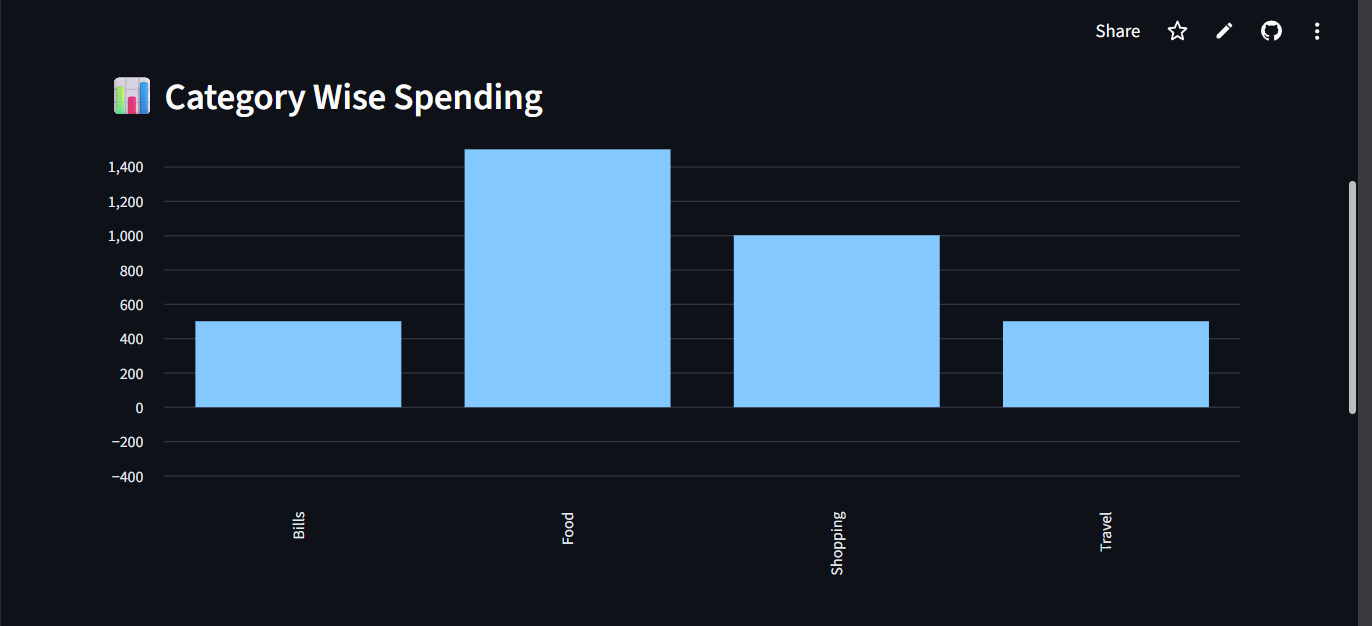 Share
Category Wise Spending
1,400
1,200
1,000
800
600
400
200
0
−200
−400
Bills
Food
Shopping
Travel